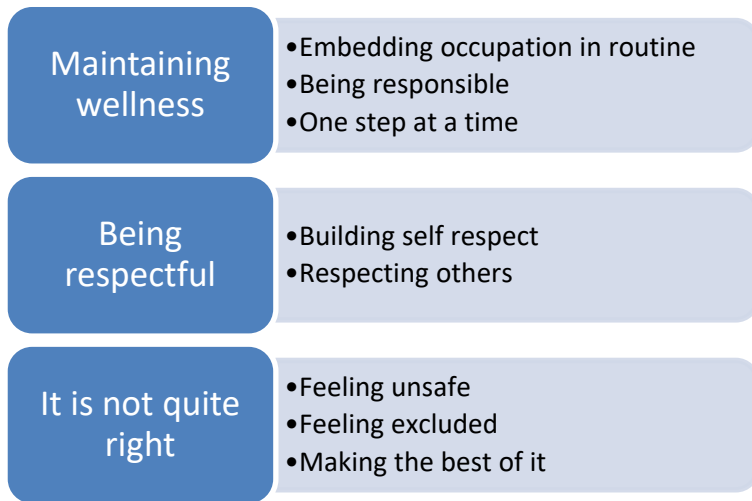 Maintaining
wellness
•Embedding occupation in routine
•Being responsible
•One step at a time
Being
respectful
•Building self respect
•Respecting others
It is not quite
right
•Feeling unsafe
•Feeling excluded
•Making the best of it